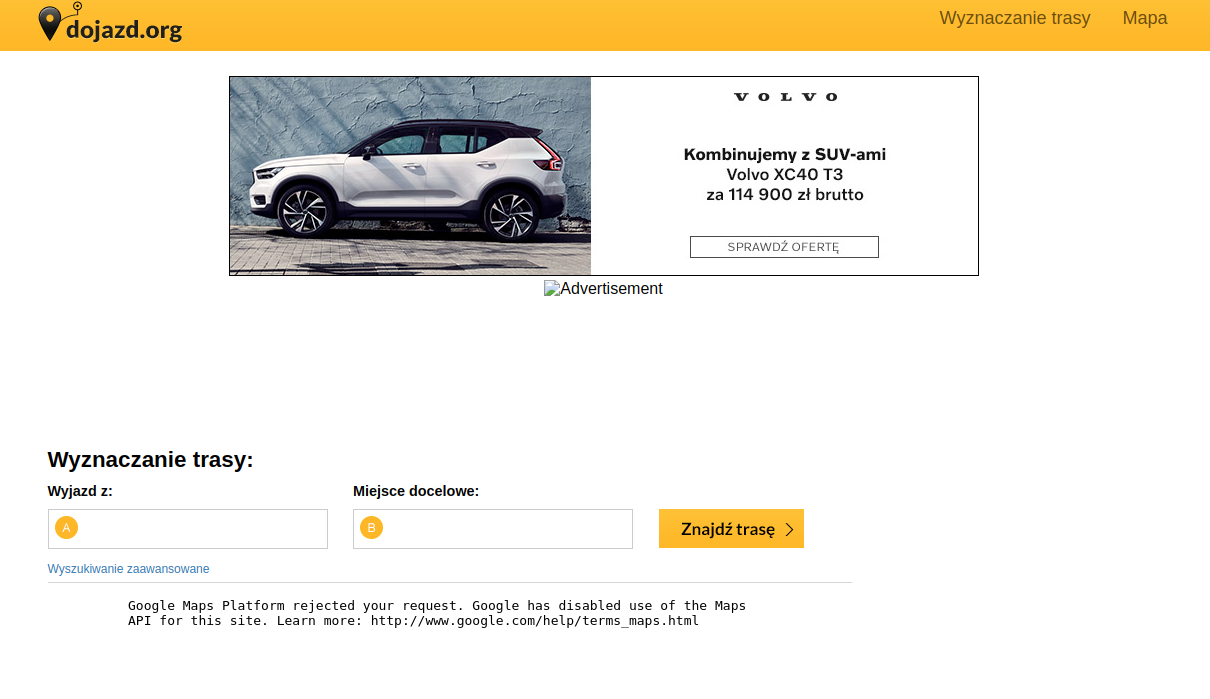 dojazd.org
Wyznaczanie trasy
Mapa
VOLVO
Kombinujemy z SUV-ami
Volvo XC40 T3
za 114 900 zł brutto
SPRAWDŹ OFERTĘ
Advertisement
Wyznaczanie trasy:
Wyjazd z:
Miejsce docelowe:
A
B
Znajdź trasę
Wyszukiwanie zaawansowane
Google Maps Platform rejected your request. Google has disabled use of the Maps
API for this site. Learn more: http://www.google.com/help/terms_maps.html